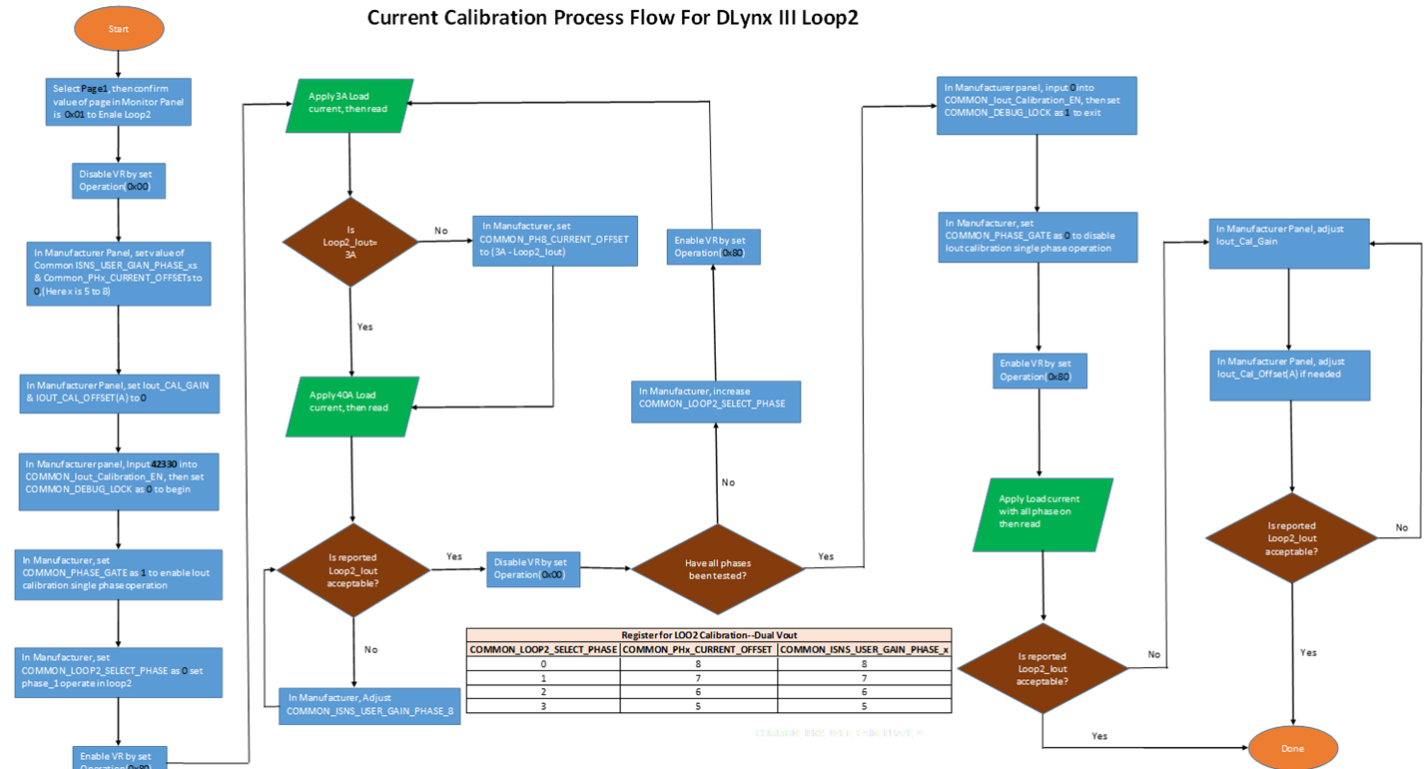 Current Calibration Process Flow For DLynx III Loop2
Start
Select Page1, then confirm
value of page in Monitor Panel
is 0x01 to Enale Loop2
Disable VR by set
Operation(0x00)
In Manufacturer Panel, set value of
Common ISNS_USER_GIAN_PHASE_xs
& Common_PHx_CURRENT_OFFSETs to
0 (Here x is 5 to 8)
In Manufacturer Panel, set Iout_CAL_GAIN
& IOUT_CAL_OFFSET(A) to 0
In Manufacturer panel, Input 42330 into
COMMON_Iout_Calibration_EN, then set
COMMON_DEBUG_LOCK as 0 to begin
In Manufacturer, set
COMMON_PHASE_GATE as 1 to enable Iout
calibration single phase operation
In Manufacturer, set
COMMON_LOOP2_SELECT_PHASE as 0 set
phase_1 operate in loop2
Enable VR by set
Operation(0x80)
Apply 3A Load
current, then read
Is
Loop2_Iout=
3A
No
In Manufacturer, set
COMMON_PH8_CURRENT_OFFSET
to (3A - Loop2_Iout)
Yes
Apply 40A Load
current, then read
Is reported
Loop2_Iout
acceptable?
No
In Manufacturer, Adjust
COMMON_ISNS_USER_GAIN_PHASE_8
Yes
Disable VR by set
Operation(0x00)
Have all phases
been tested?
No
In Manufacturer, increase
COMMON_LOOP2_SELECT_PHASE
Enable VR by set
Operation(0x80)
Yes
Register for LOO2 Calibration--Dual Vout
COMMON_LOOP2_SELECT_PHASE COMMON_PHx_CURRENT_OFFSET COMMON_ISNS_USER_GAIN_PHASE_x
0 8 8
1 7 7
2 6 6
3 5 5
In Manufacturer panel, input 0 into
COMMON_Iout_Calibration_EN, then set
COMMON_DEBUG_LOCK as 1 to exit
In Manufacturer, set
COMMON_PHASE_GATE as 0 to disable
Iout calibration single phase operation
Enable VR by set
Operation(0x80)
Apply Load current
with all phase on
then read
Is reported
Loop2_Iout
acceptable?
No
Yes
In Manufacturer Panel, adjust
Iout_Cal_Gain
In Manufacturer Panel, adjust
Iout_Cal_Offset(A) if needed
Is reported Loop2_Iout
acceptable?
No
Yes
Done